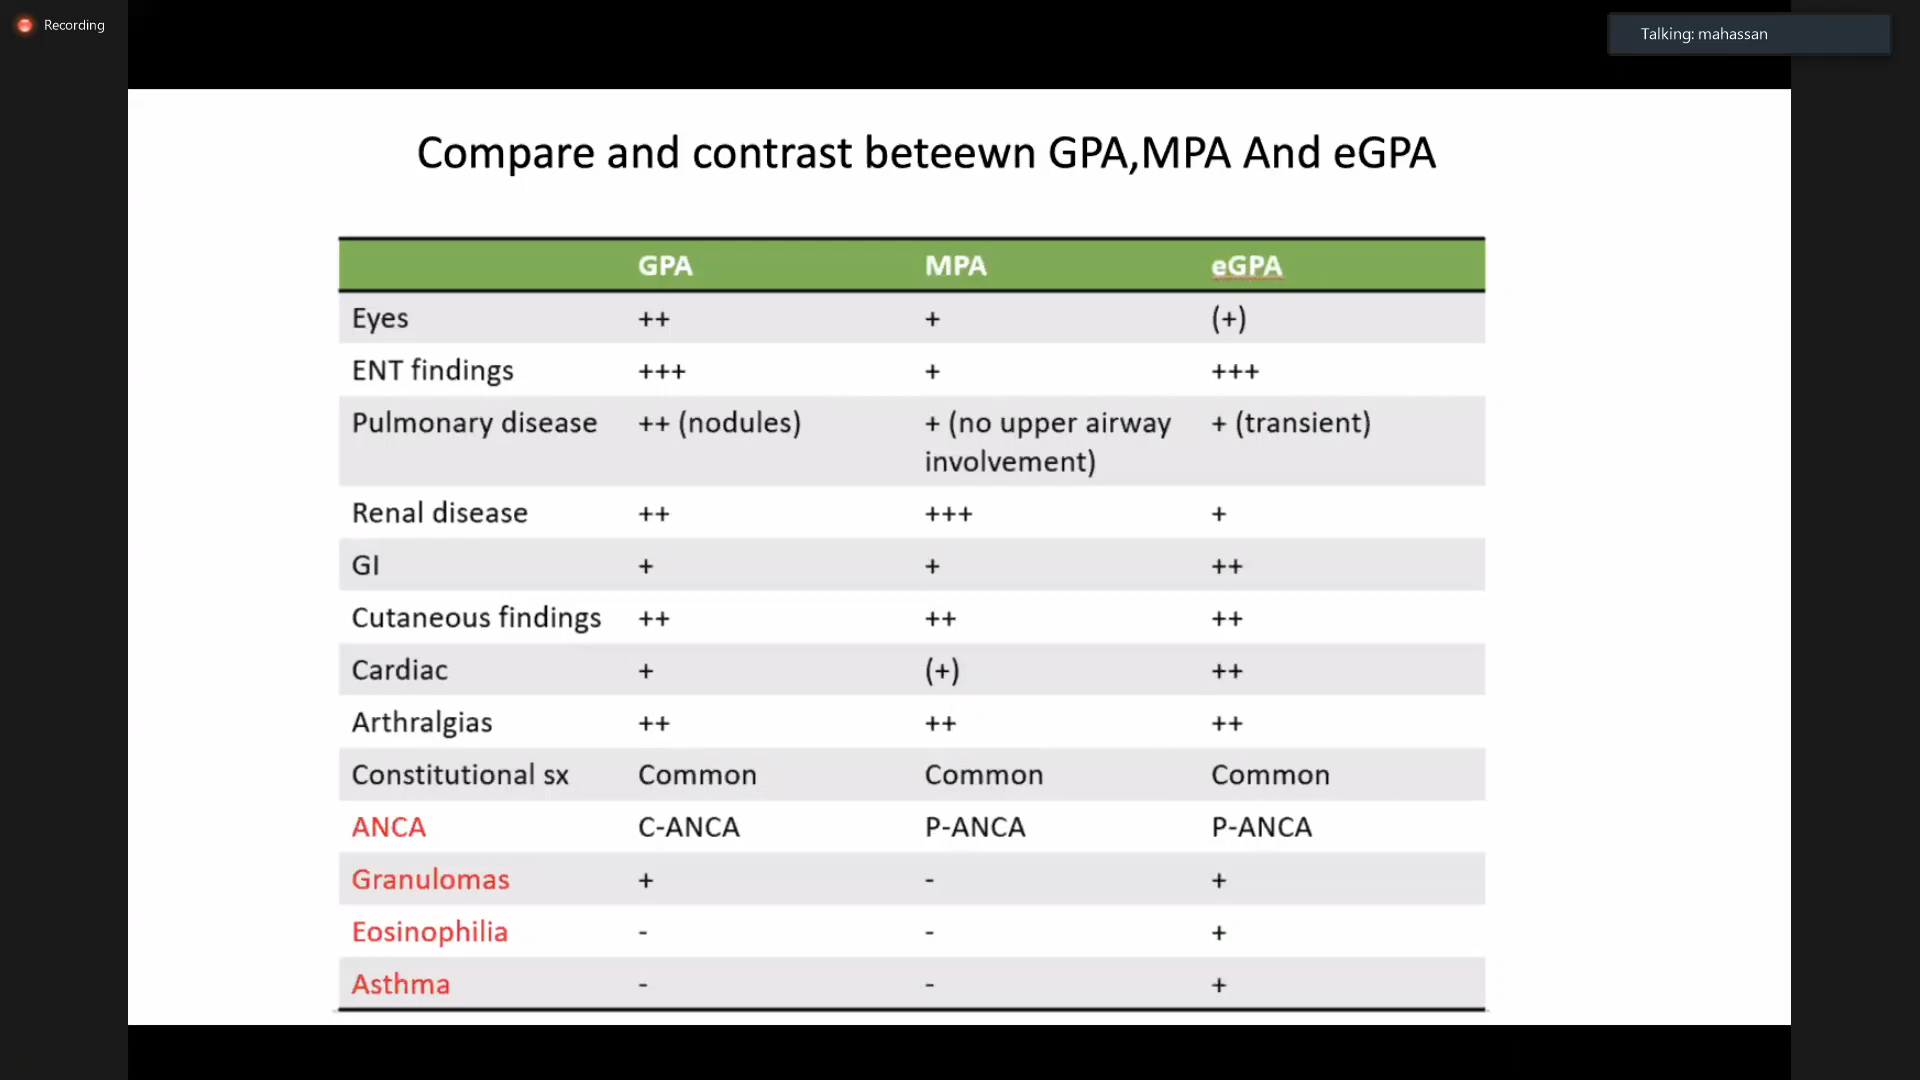 Recording
Talking: mahassan
Compare and contrast beteewn GPA,MPA And eGPA
GPA MPA eGPA
Eyes ++ + (+)
ENT findings +++ + +++
Pulmonary disease ++ (nodules) + (no upper airway involvement) + (transient)
Renal disease ++ +++ +
GI + + ++
Cutaneous findings ++ ++ ++
Cardiac + (+) ++
Arthralgias ++ ++ ++
Constitutional sx Common Common Common
ANCA C-ANCA P-ANCA P-ANCA
Granulomas + - +
Eosinophilia - - +
Asthma - - +